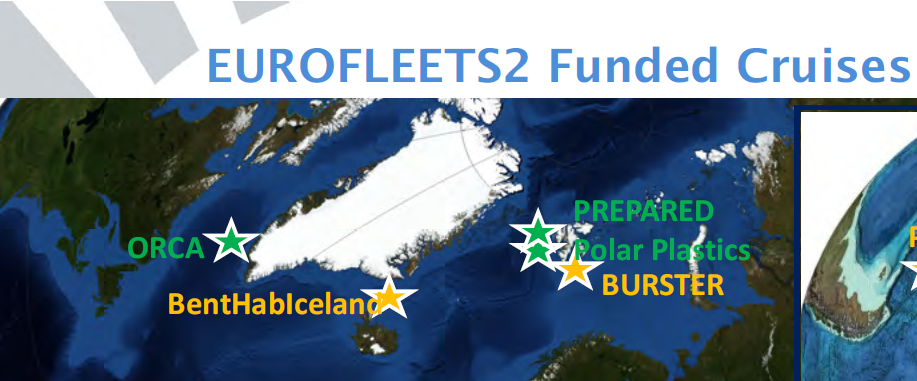 EUROFLEETS2 Funded Cruises
PREPARED
ORCA
Polar Plastics
BURSTER
BentHabIceland